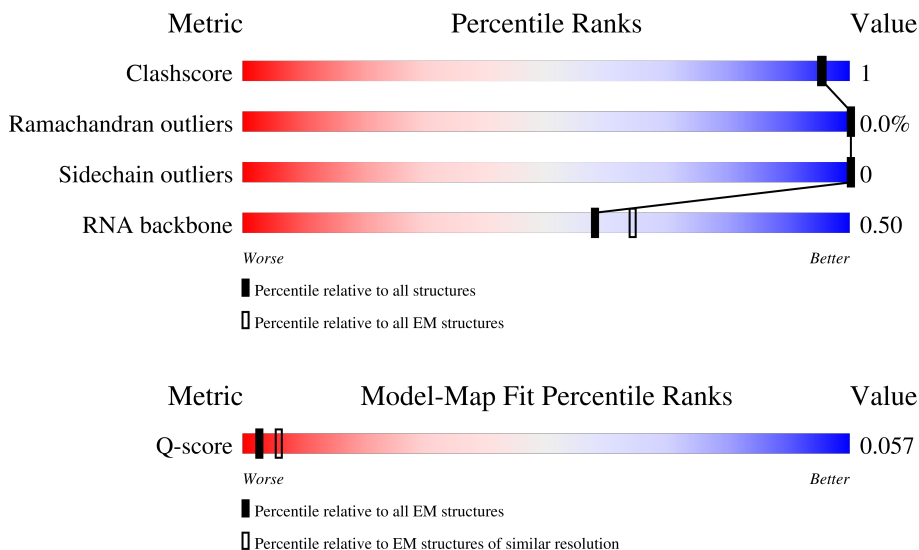 Metric Percentile Ranks Value
Clashscore 1
Ramachandran outliers 0.0%
Sidechain outliers 0
RNA backbone 0.50
Worse Better
Percentile relative to all structures
Percentile relative to all EM structures
Metric Model-Map Fit Percentile Ranks Value
Q-score 0.057
Worse Better
Percentile relative to all EM structures
Percentile relative to EM structures of similar resolution